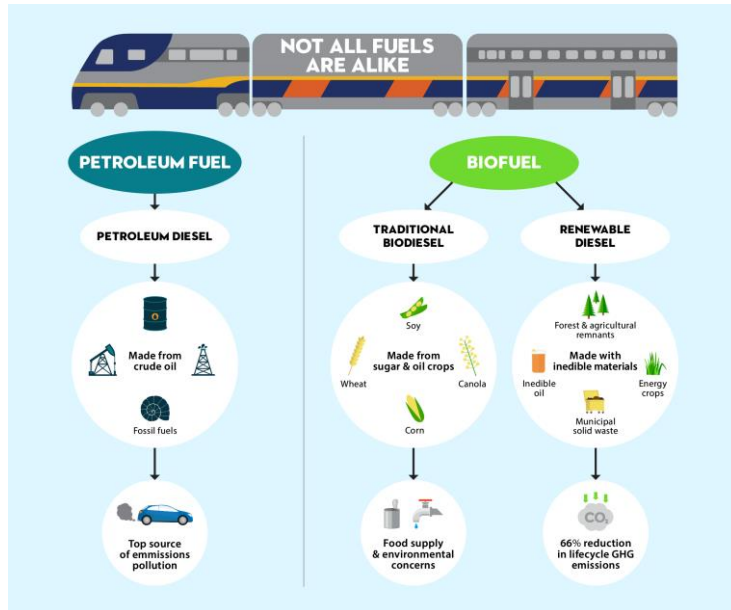 NOT ALL FUELS
ARE ALIKE
PETROLEUM FUEL
PETROLEUM DIESEL
Made from
crude oil
Fossil fuels
Top source
of emmissions
pollution
BIOFUEL
TRADITIONAL
BIODIESEL
Soy
Made from
sugar & oil crops
Wheat
Canola
Corn
Food supply
& environmental
concerns
RENEWABLE
DIESEL
Forest & agricultural
remnants
Made with
inedible materials
Inedible
oil
Energy
crops
Municipal
solid waste
CO₂
66% reduction
in lifecycle GHG
emissions